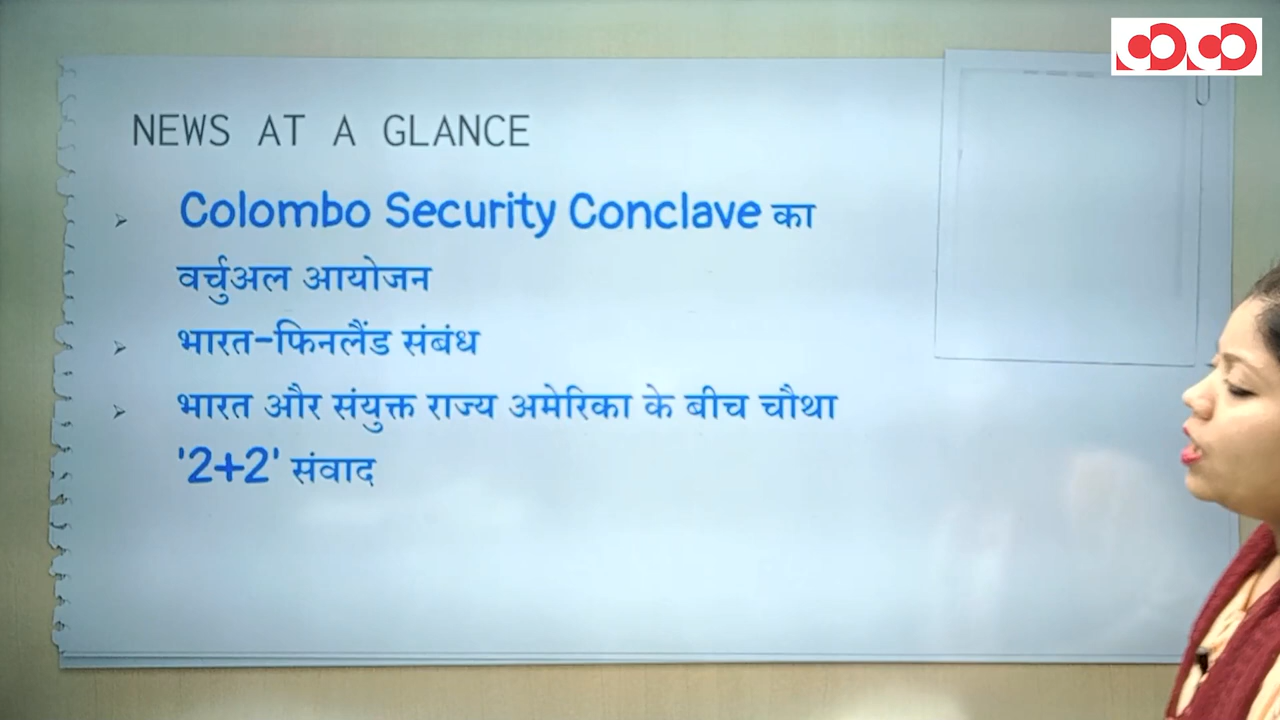 NEWS AT A GLANCE
➢ Colombo Security Conclave का
वर्चुअल आयोजन
➢ भारत-फिनलैंड संबंध
➢ भारत और संयुक्त राज्य अमेरिका के बीच चौथा
'2+2' संवाद